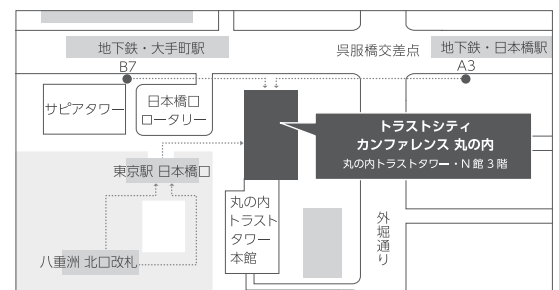 地下鉄・大手町駅
B7
呉服橋交差点
地下鉄・日本橋駅
A3
サピアタワー
日本橋口
ロータリー
トラストシティ
カンファレンス 丸の内
丸の内トラストタワー・N館3階
東京駅 日本橋口
丸の内
トラスト
タワー
本館
外堀通り
八重洲 北口改札